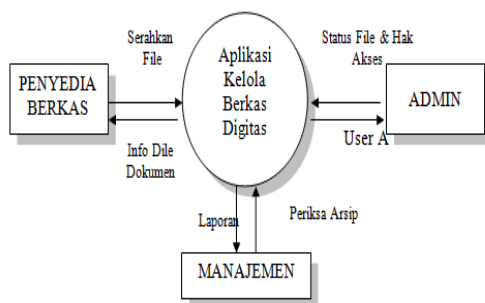 Serahkan
File
Status File & Hak
Akses
Aplikasi
Kelola
Berkas
Digitas
PENYEDIA
BERKAS
ADMIN
User A
Info Dile
Dokumen
Laporan
Periksa Arsip
MANAJEMEN